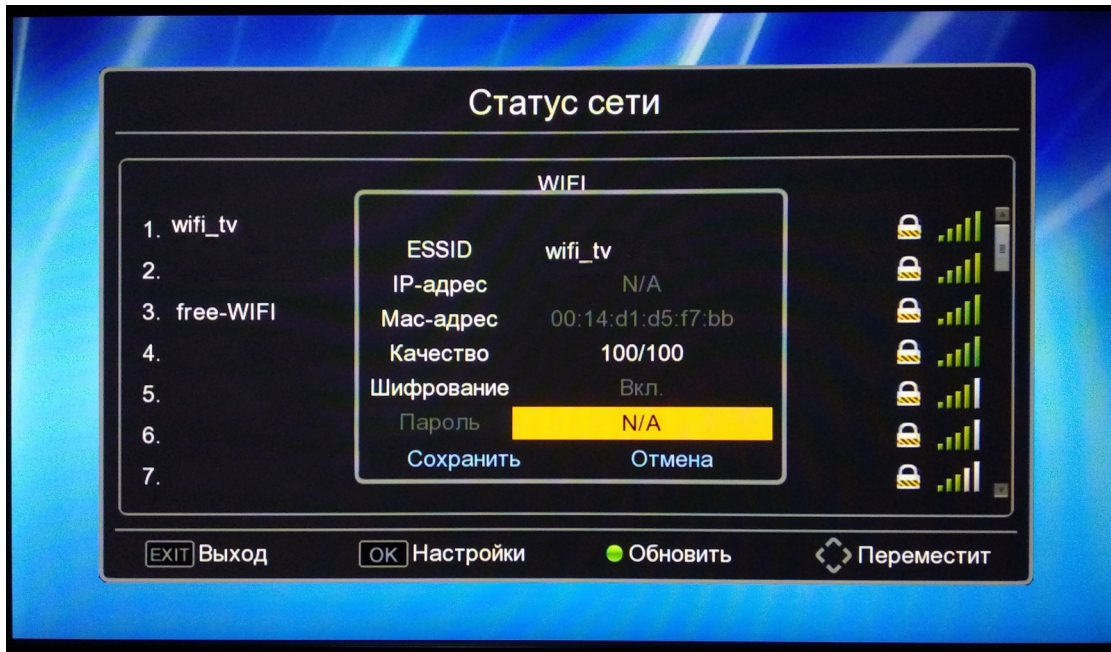 Статус сети
WIFI
1. wifi_tv
2.
3. free-WIFI
4.
5.
6.
7.
ESSID wifi_tv
IP-адрес N/A
Мас-адрес 00:14:d1:d5:f7:bb
Качество 100/100
Шифрование Вкл.
Пароль N/A
Сохранить Отмена
EXIT Выход OK Настройки Обновить Переместит